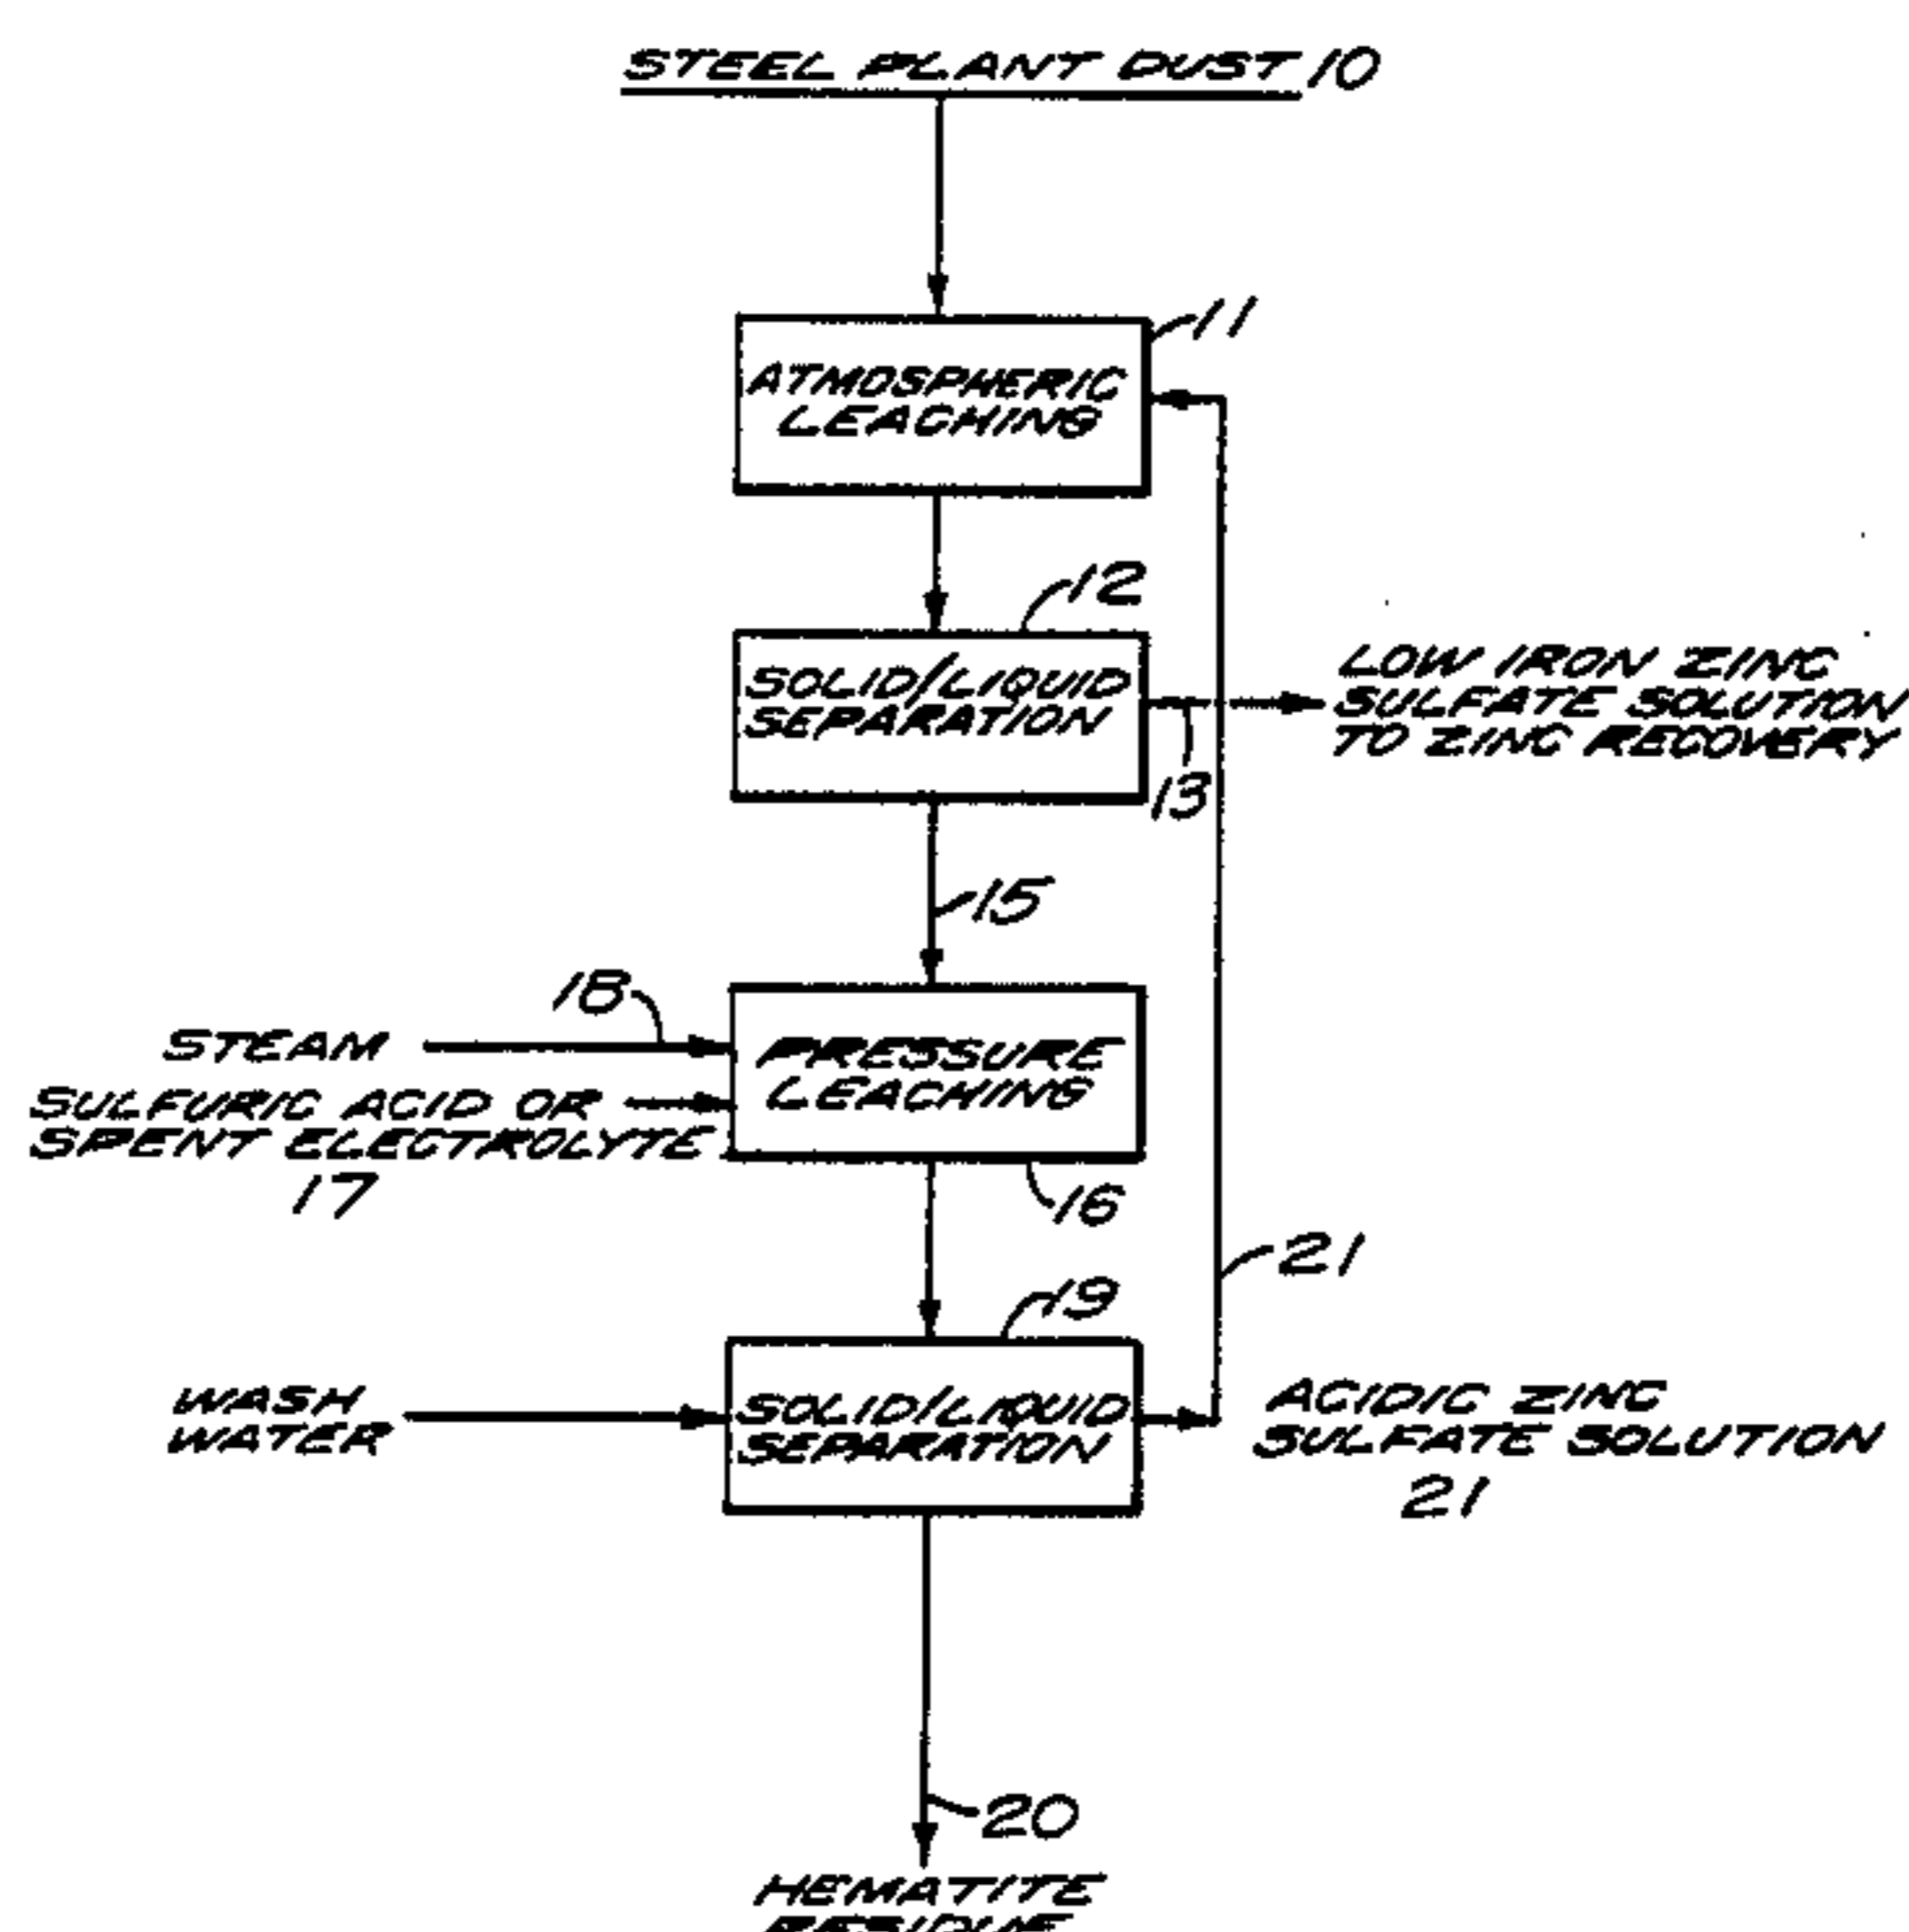 STEEL PLANT DUST 10
11
ATMOSPHERIC
LEACHING
12
SOLID/LIQUID
SEPARATION
LOW IRON ZINC
SULFATE SOLUTION
TO ZINC RECOVERY
13
15
18
STEAM
PRESSURE
LEACHING
SULFURIC ACID OR
SPENT ELECTROLYTE
17
16
21
19
WASH
WATER
SOLID/LIQUID
SEPARATION
ACIDIC ZINC
SULFATE SOLUTION
21
20
HEMATITE
RESIDUE